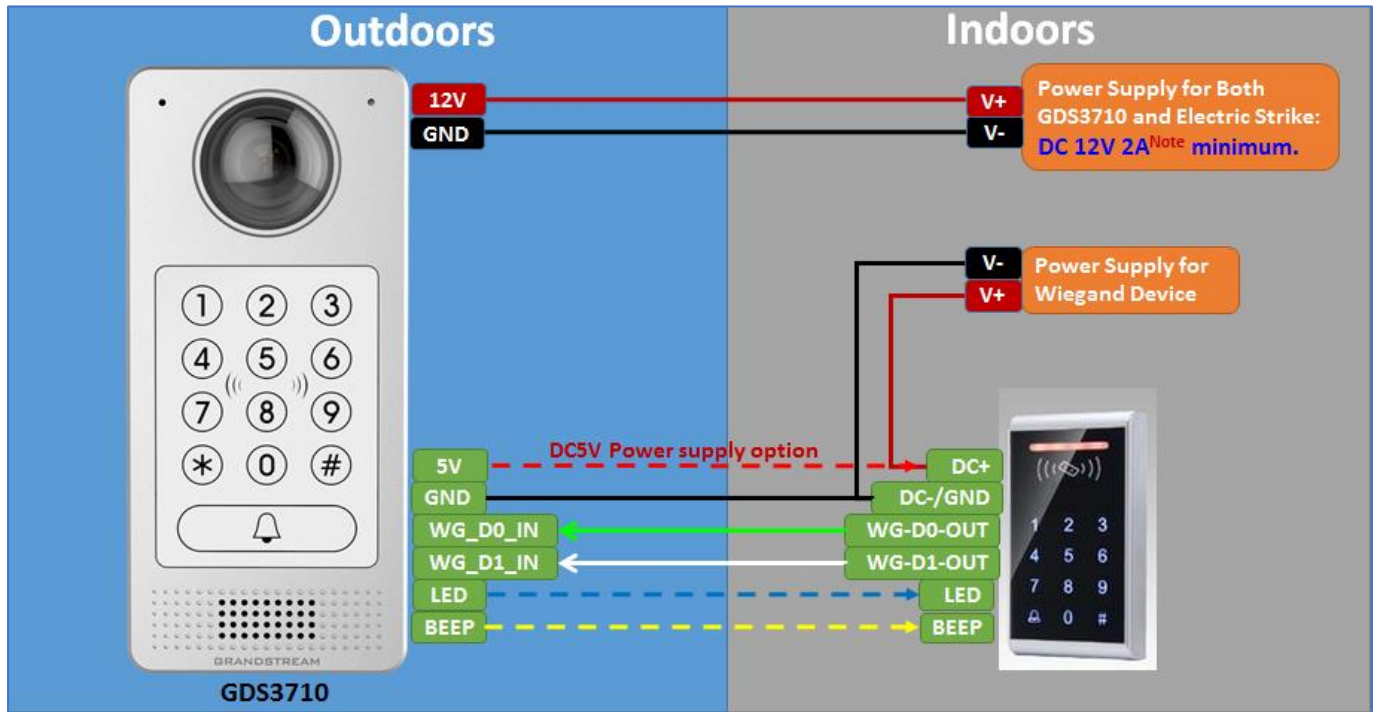 Outdoors
Indoors
12V
GND
V+
V-
Power Supply for Both
GDS3710 and Electric Strike:
DC 12V 2A Note minimum.
V-
V+
Power Supply for
Wiegand Device
1 2 3
4 5 6
7 8 9
* 0 #
GRANDSTREAM
GDS3710
DC5V Power supply option
5V
GND
WG_D0_IN
WG_D1_IN
LED
BEEP
DC+
DC-/GND
WG-D0-OUT
WG-D1-OUT
LED
BEEP
1 2 3
4 5 6
7 8 9
0 #